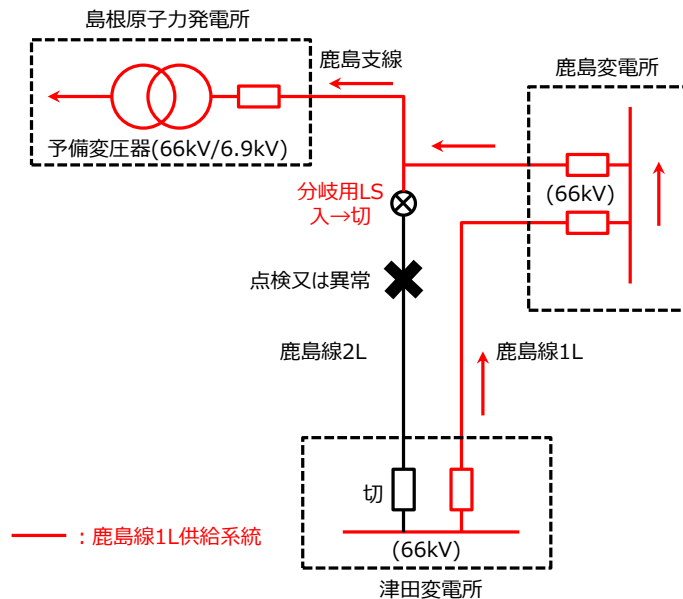 島根原子力発電所
鹿島支線
鹿島変電所
予備変圧器(66kV/6.9kV)
(66kV)
分岐用LS
入→切
点検又は異常
鹿島線2L
鹿島線1L
切
：鹿島線1L供給系統
(66kV)
津田変電所